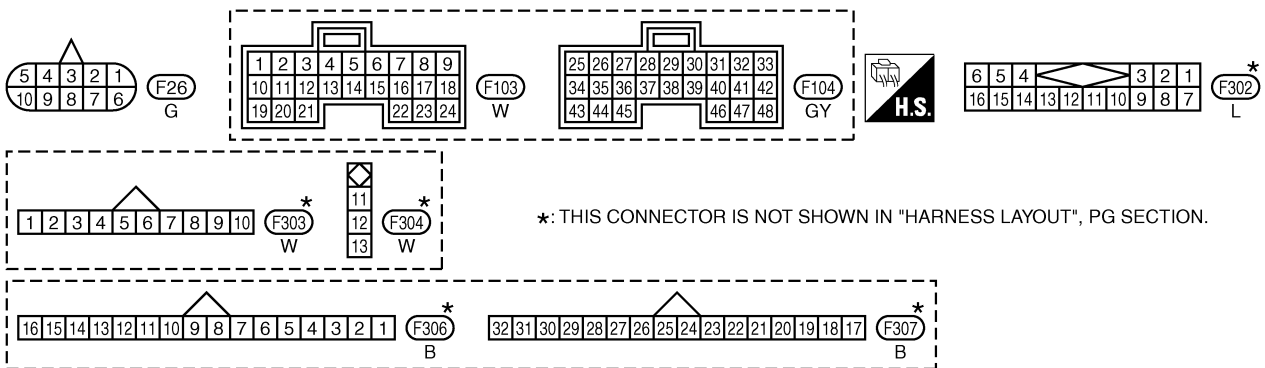 5 4 3 2 1
10 9 8 7 6
F26
G
1 2 3 4 5 6 7 8 9
10 11 12 13 14 15 16 17 18
19 20 21 22 23 24
F103
W
25 26 27 28 29 30 31 32 33
34 35 36 37 38 39 40 41 42
43 44 45 46 47 48
F104
GY
H.S.
6 5 4 3 2 1
16 15 14 13 12 11 10 9 8 7
*
F302
L
1 2 3 4 5 6 7 8 9 10
*
F303
W
11
12
13
*
F304
W
*: THIS CONNECTOR IS NOT SHOWN IN "HARNESS LAYOUT", PG SECTION.
16 15 14 13 12 11 10 9 8 7 6 5 4 3 2 1
*
F306
B
32 31 30 29 28 27 26 25 24 23 22 21 20 19 18 17
*
F307
B